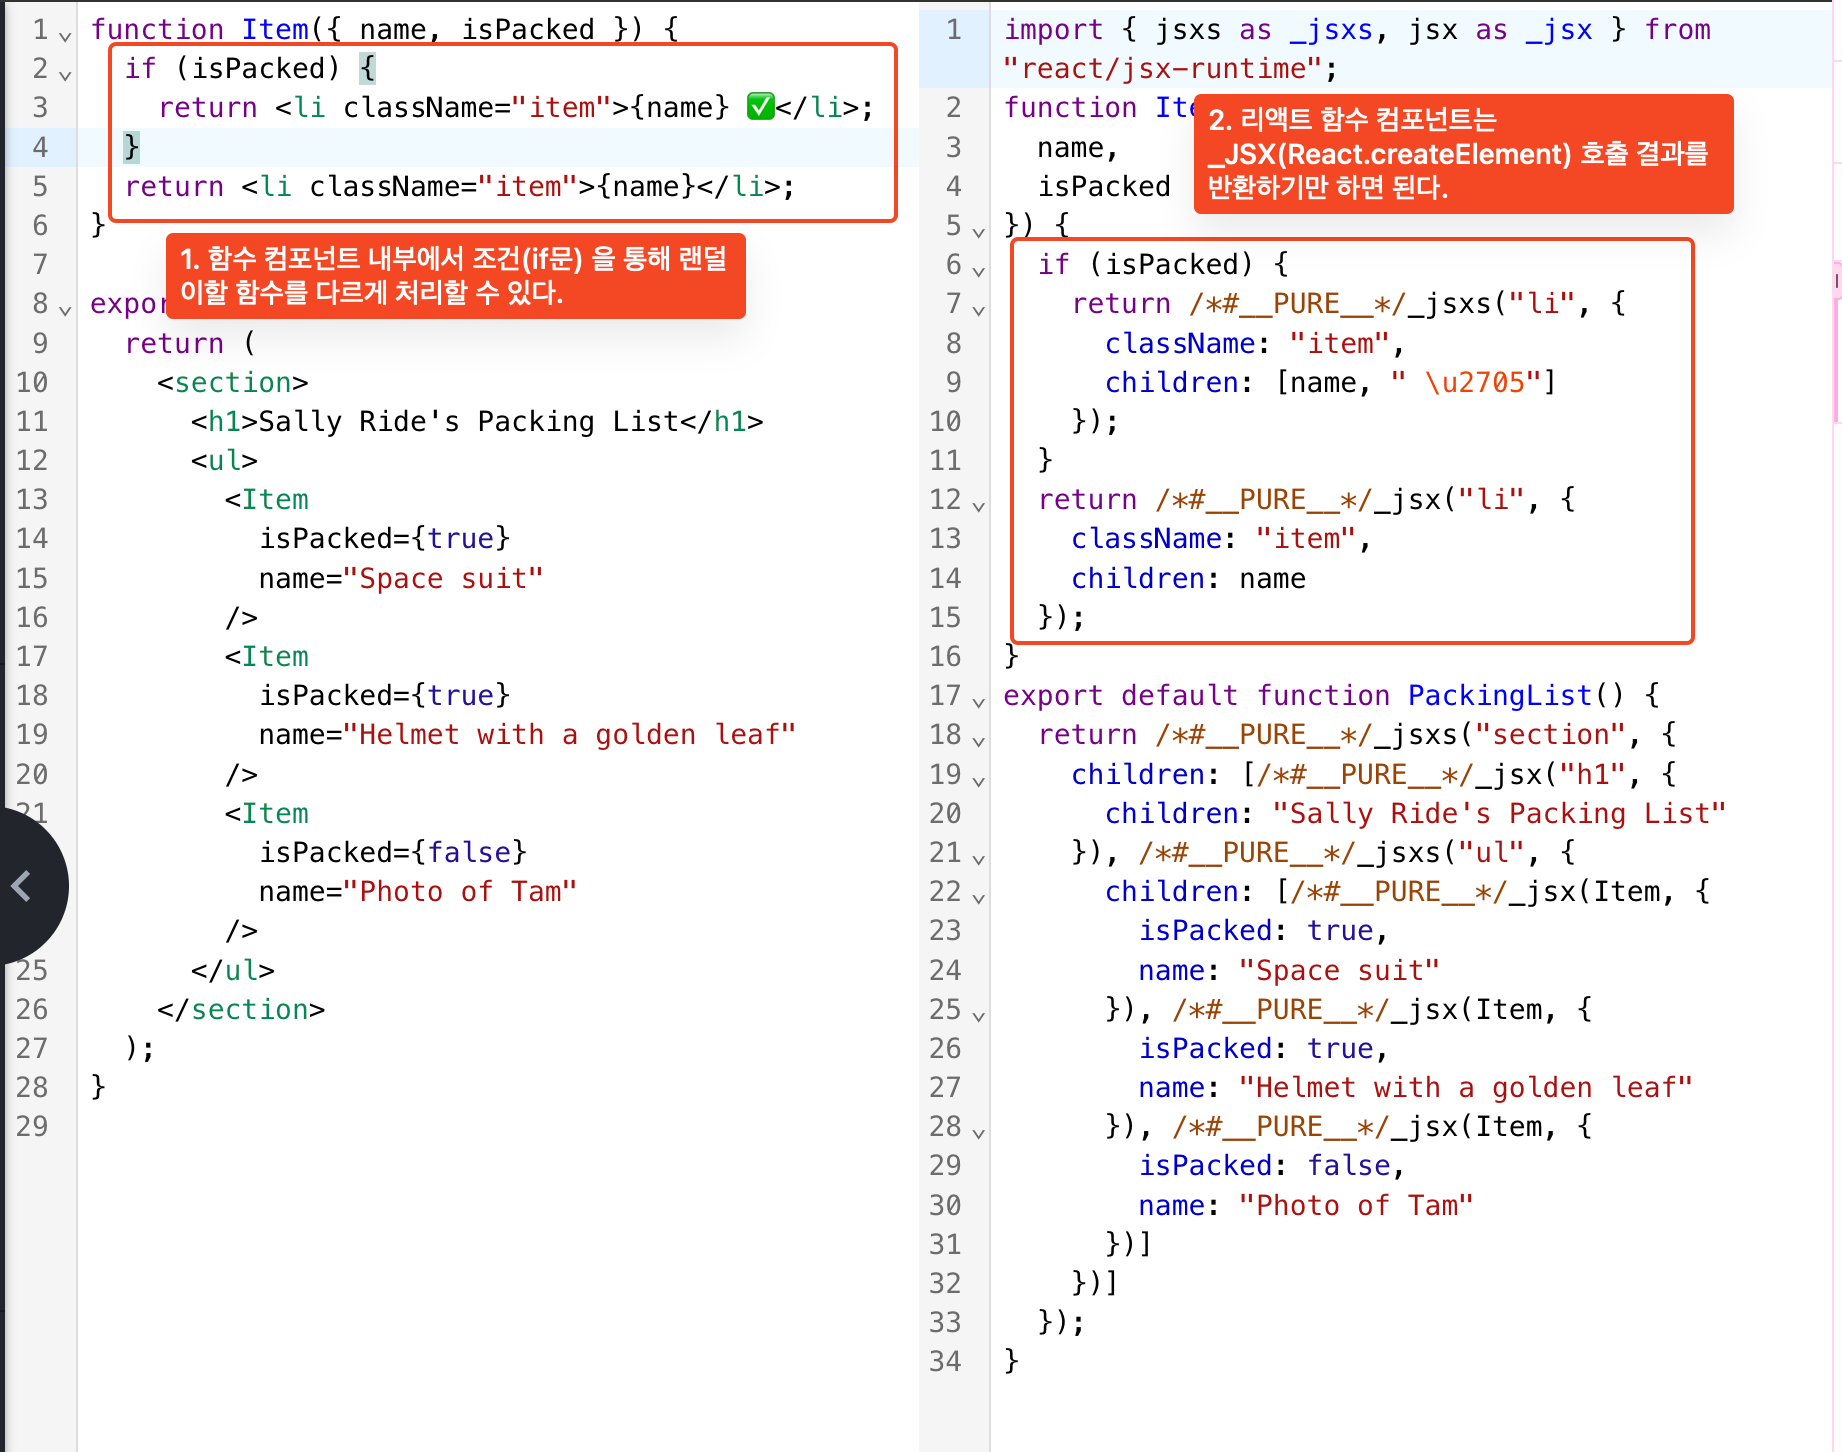 1 function Item({ name, isPacked }) {
2 if (isPacked) {
3 return <li className="item">{name} ✅</li>;
4 }
5 return <li className="item">{name}</li>;
6 }
1. 함수 컴포넌트 내부에서 조건(if문) 을 통해 랜덜
이할 함수를 다르게 처리할 수 있다.
7
8 expor
9 return (
10 <section>
11 <h1>Sally Ride's Packing List</h1>
12 <ul>
13 <Item
14 isPacked={true}
15 name="Space suit"
16 />
17 <Item
18 isPacked={true}
19 name="Helmet with a golden leaf"
20 />
21 <Item
isPacked={false}
name="Photo of Tam"
/>
25 </ul>
26 </section>
27 );
28 }
29
1 import { jsxs as _jsxs, jsx as _jsx } from
"react/jsx-runtime";
2 function Ite
2. 리액트 함수 컴포넌트는
_JSX(React.createElement) 호출 결과를
반환하기만 하면 된다.
3 name,
4 isPacked
5 }) {
6 if (isPacked) {
7 return /*#__PURE__*/_jsxs("li", {
8 className: "item",
9 children: [name, " \u2705"]
10 });
11 }
12 return /*#__PURE__*/_jsx("li", {
13 className: "item",
14 children: name
15 });
16 }
17 export default function PackingList() {
18 return /*#__PURE__*/_jsxs("section", {
19 children: [/*#__PURE__*/_jsx("h1", {
20 children: "Sally Ride's Packing List"
21 }), /*#__PURE__*/_jsxs("ul", {
22 children: [/*#__PURE__*/_jsx(Item, {
23 isPacked: true,
24 name: "Space suit"
25 }), /*#__PURE__*/_jsx(Item, {
26 isPacked: true,
27 name: "Helmet with a golden leaf"
28 }), /*#__PURE__*/_jsx(Item, {
29 isPacked: false,
30 name: "Photo of Tam"
31 })]
32 })]
33 });
34 }